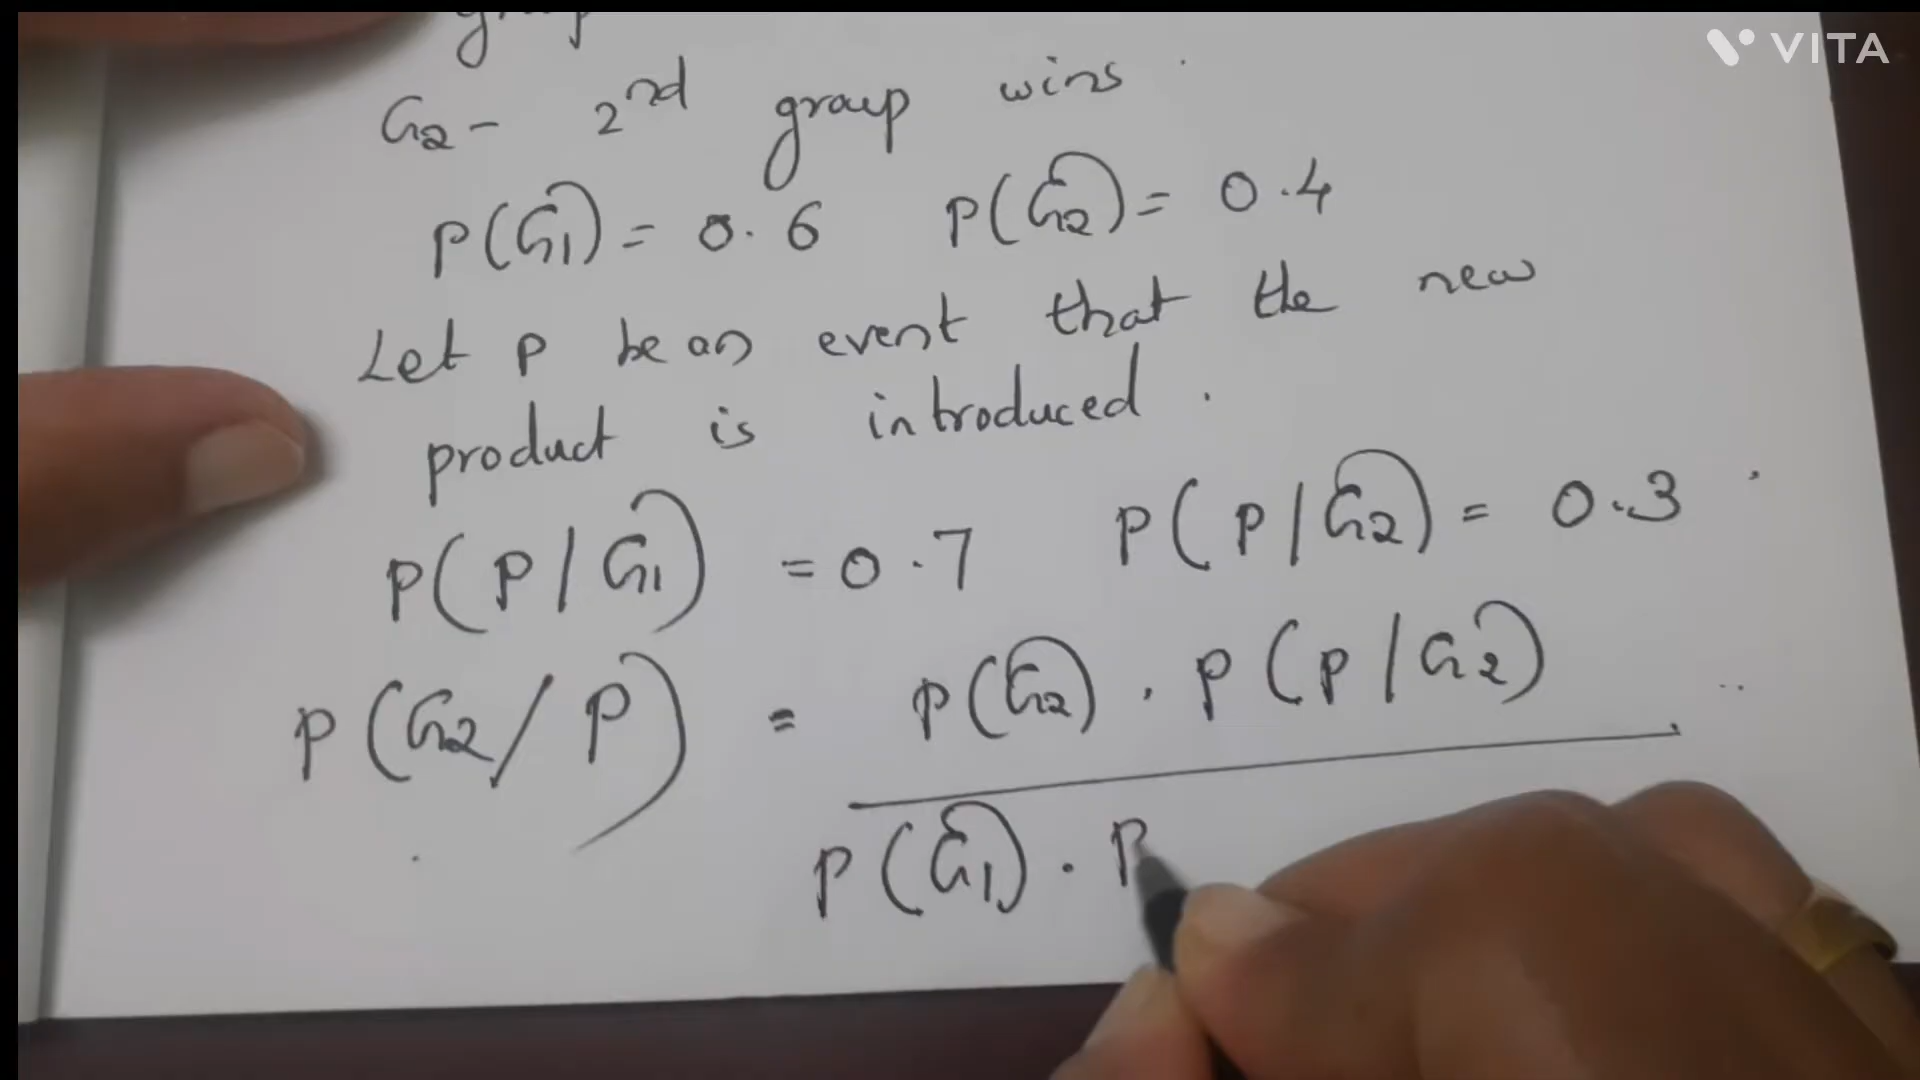 VITA
group
G2 - 2nd group wins.
P(G1) = 0.6 P(G2) = 0.4
Let P be an event that the new
product is introduced.
P(P/G1) = 0.7 P(P/G2) = 0.3
P(G2/P) = P(G2) . P(P/G2)
P(G1) . P